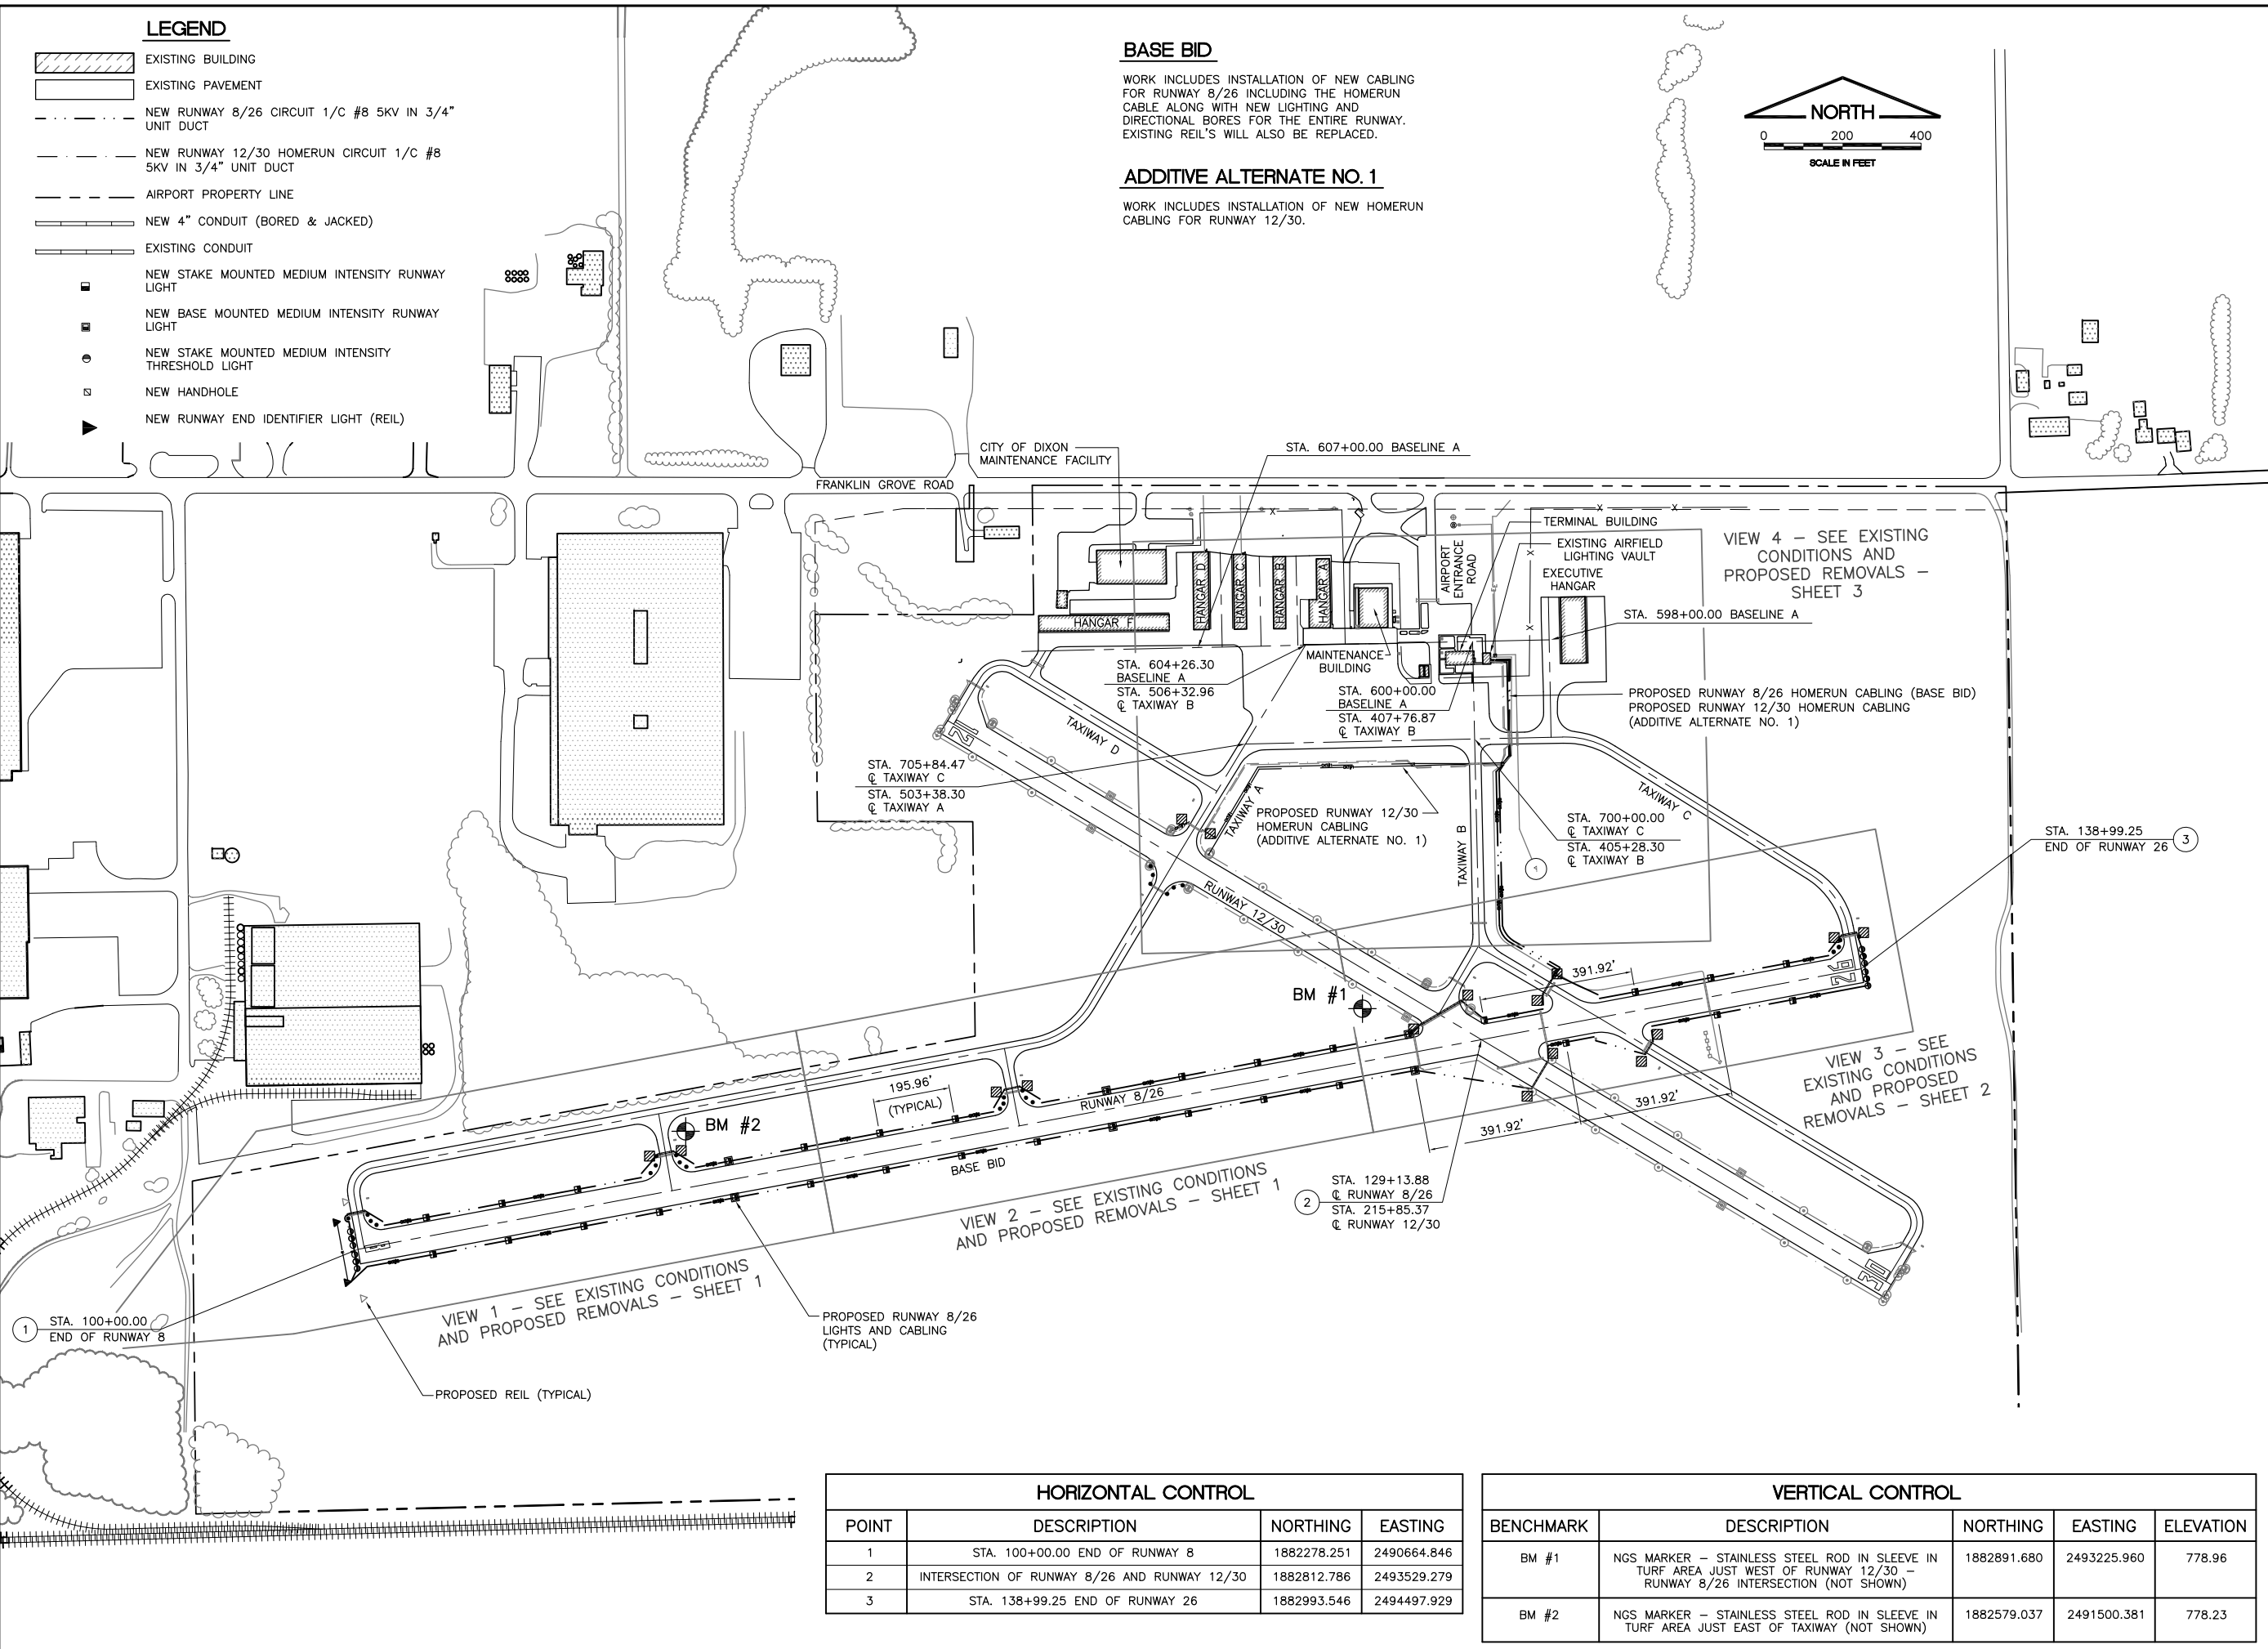 LEGEND
EXISTING BUILDING
EXISTING PAVEMENT
NEW RUNWAY 8/26 CIRCUIT 1/C #8 5KV IN 3/4"
UNIT DUCT
NEW RUNWAY 12/30 HOMERUN CIRCUIT 1/C #8
5KV IN 3/4" UNIT DUCT
AIRPORT PROPERTY LINE
NEW 4" CONDUIT (BORED & JACKED)
EXISTING CONDUIT
NEW STAKE MOUNTED MEDIUM INTENSITY RUNWAY
LIGHT
NEW BASE MOUNTED MEDIUM INTENSITY RUNWAY
LIGHT
NEW STAKE MOUNTED MEDIUM INTENSITY
THRESHOLD LIGHT
NEW HANDHOLE
NEW RUNWAY END IDENTIFIER LIGHT (REIL)
BASE BID
WORK INCLUDES INSTALLATION OF NEW CABLING
FOR RUNWAY 8/26 INCLUDING THE HOMERUN
CABLE ALONG WITH NEW LIGHTING AND
DIRECTIONAL BORES FOR THE ENTIRE RUNWAY.
EXISTING REIL'S WILL ALSO BE REPLACED.
ADDITIVE ALTERNATE NO. 1
WORK INCLUDES INSTALLATION OF NEW HOMERUN
CABLING FOR RUNWAY 12/30.
NORTH
0 200 400
SCALE IN FEET
CITY OF DIXON
MAINTENANCE FACILITY
STA. 607+00.00 BASELINE A
FRANKLIN GROVE ROAD
TERMINAL BUILDING
EXISTING AIRFIELD
LIGHTING VAULT
AIRPORT
ENTRANCE
ROAD
EXECUTIVE
HANGAR
VIEW 4 – SEE EXISTING
CONDITIONS AND
PROPOSED REMOVALS –
SHEET 3
HANGAR F
HANGAR D
HANGAR C
HANGAR B
HANGAR A
STA. 598+00.00 BASELINE A
MAINTENANCE
BUILDING
STA. 604+26.30
BASELINE A
STA. 506+32.96
℄ TAXIWAY B
STA. 600+00.00
BASELINE A
STA. 407+76.87
℄ TAXIWAY B
PROPOSED RUNWAY 8/26 HOMERUN CABLING (BASE BID)
PROPOSED RUNWAY 12/30 HOMERUN CABLING
(ADDITIVE ALTERNATE NO. 1)
12
TAXIWAY D
STA. 705+84.47
℄ TAXIWAY C
STA. 503+38.30
℄ TAXIWAY A
TAXIWAY A
PROPOSED RUNWAY 12/30
HOMERUN CABLING
(ADDITIVE ALTERNATE NO. 1)
TAXIWAY B
STA. 700+00.00
℄ TAXIWAY C
STA. 405+28.30
℄ TAXIWAY B
TAXIWAY C
STA. 138+99.25
END OF RUNWAY 26
3
RUNWAY 12/30
BM #1
391.92'
26
VIEW 3 – SEE
EXISTING CONDITIONS
AND PROPOSED
REMOVALS – SHEET 2
195.96'
(TYPICAL)
RUNWAY 8/26
BM #2
391.92'
391.92'
BASE BID
VIEW 2 – SEE EXISTING CONDITIONS
AND PROPOSED REMOVALS – SHEET 1
2
STA. 129+13.88
℄ RUNWAY 8/26
STA. 215+85.37
℄ RUNWAY 12/30
30
VIEW 1 – SEE EXISTING CONDITIONS
AND PROPOSED REMOVALS – SHEET 1
1
STA. 100+00.00
END OF RUNWAY 8
PROPOSED RUNWAY 8/26
LIGHTS AND CABLING
(TYPICAL)
PROPOSED REIL (TYPICAL)
HORIZONTAL CONTROL
POINT DESCRIPTION NORTHING EASTING
1 STA. 100+00.00 END OF RUNWAY 8 1882278.251 2490664.846
2 INTERSECTION OF RUNWAY 8/26 AND RUNWAY 12/30 1882812.786 2493529.279
3 STA. 138+99.25 END OF RUNWAY 26 1882993.546 2494497.929
VERTICAL CONTROL
BENCHMARK DESCRIPTION NORTHING EASTING ELEVATION
BM #1 NGS MARKER – STAINLESS STEEL ROD IN SLEEVE IN 1882891.680 2493225.960 778.96
TURF AREA JUST WEST OF RUNWAY 12/30 –
RUNWAY 8/26 INTERSECTION (NOT SHOWN)
BM #2 NGS MARKER – STAINLESS STEEL ROD IN SLEEVE IN 1882579.037 2491500.381 778.23
TURF AREA JUST EAST OF TAXIWAY (NOT SHOWN)